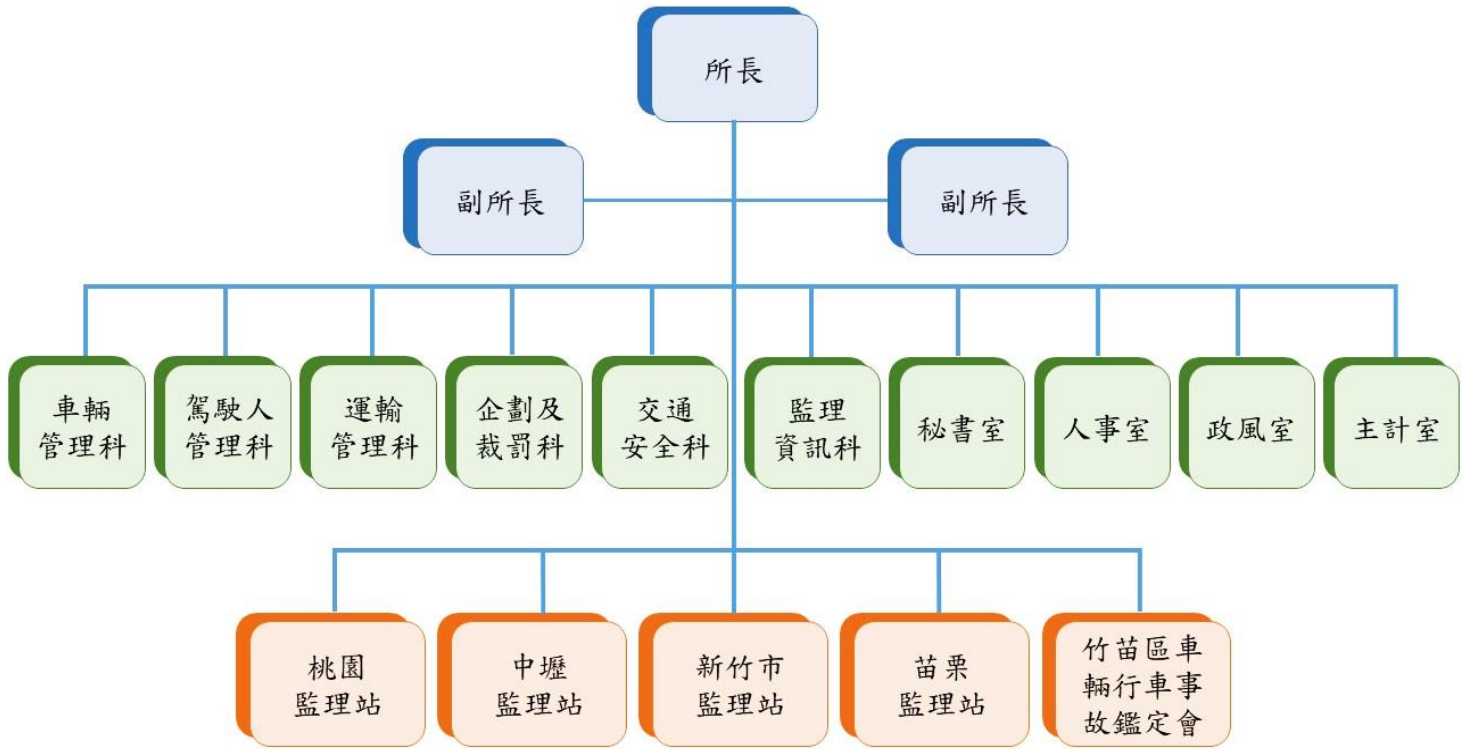 所長
副所長
副所長
車輛
管理科
駕駛人
管理科
運輸
管理科
企劃及
裁罰科
交通
安全科
監理
資訊科
秘書室
人事室
政風室
主計室
桃園
監理站
中壢
監理站
新竹市
監理站
苗栗
監理站
竹苗區車
輛行車事
故鑑定會